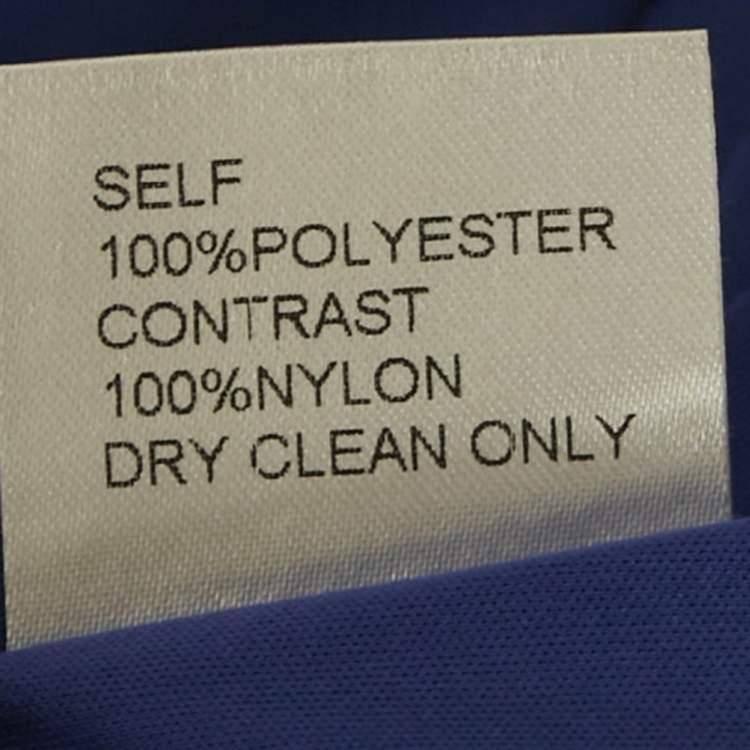 SELF
100%POLYESTER
CONTRAST
100%NYLON
DRY CLEAN ONLY